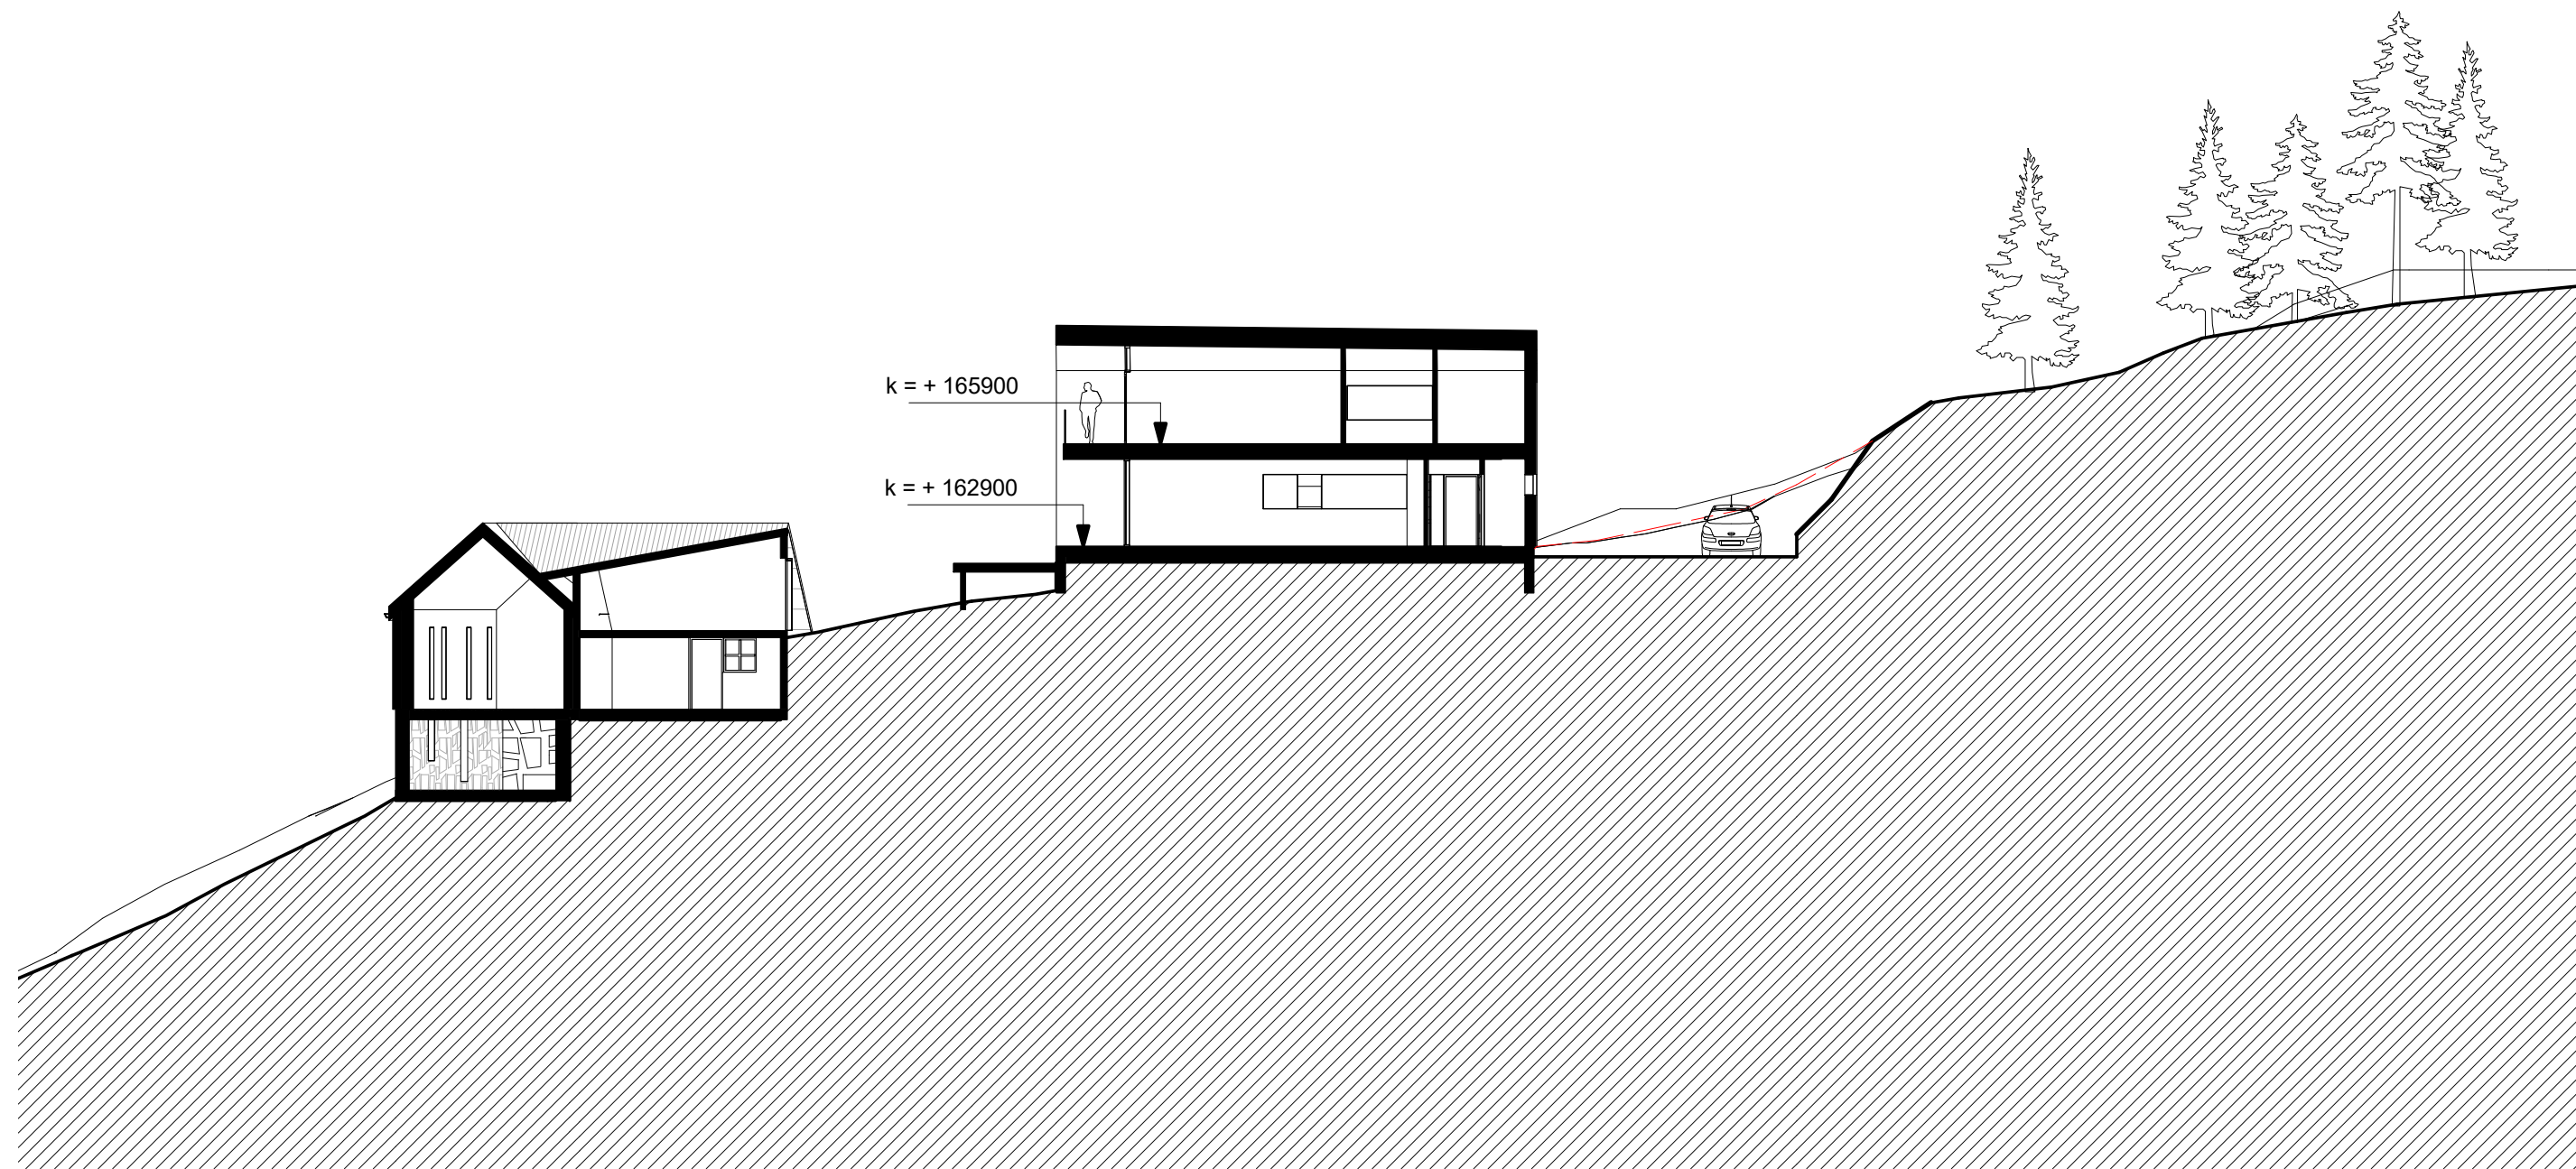 k = + 165900
k = + 162900